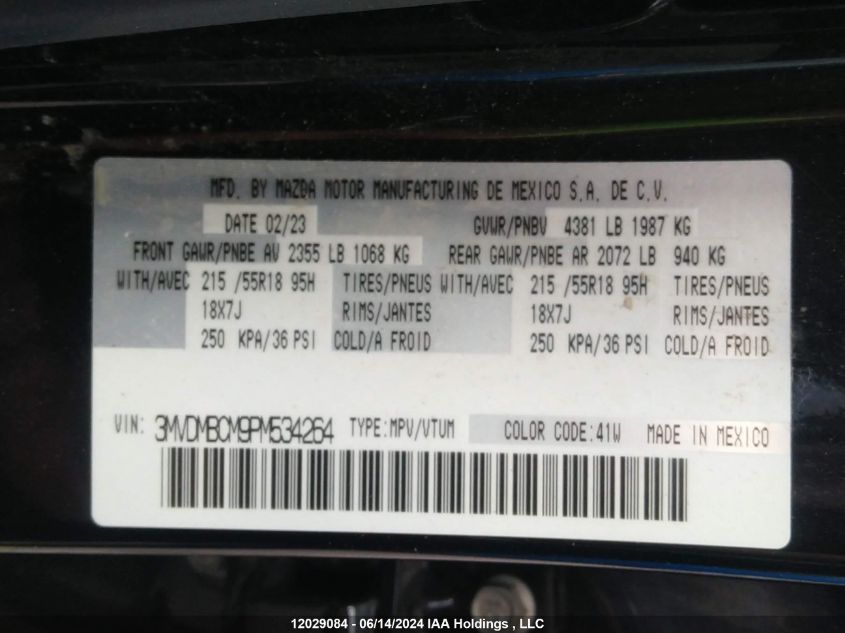 MFD. BY MAZDA MOTOR MANUFACTURING DE MEXICO S.A. DE C.V.
DATE 02/23 GVWR/PNBV 4381 LB 1987 KG
FRONT GAWR/PNBE AV 2355 LB 1068 KG REAR GAWR/PNBE AR 2072 LB 940 KG
WITH/AVEC 215 /55R18 95H TIRES/PNEUS WITH/AVEC 215 /55R18 95H TIRES/PNEUS
18X7J RIMS/JANTES 18X7J RIMS/JANTES
250 KPA/36 PSI COLD/A FROID 250 KPA/36 PSI COLD/A FROID
VIN: 3MVDMBCM9PM534264 TYPE:MPV/VTUM COLOR CODE:41W MADE IN MEXICO
12029084 - 06/14/2024 IAA Holdings , LLC